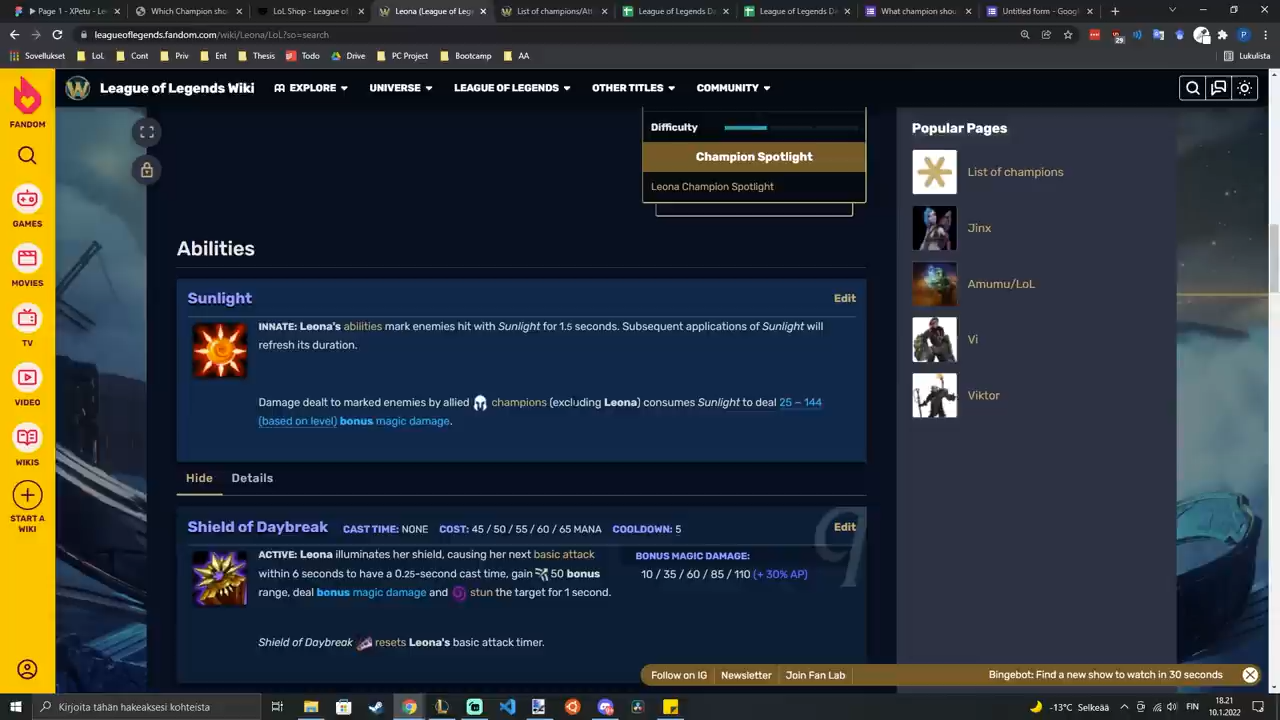 Page 1 - XPetu - Le
Which Champion sho
LoL Shop - League of
Leona (League of Leg
List of champions/Att
League of Legends D
League of Legends D
What champion shou
Untitled form - Googl
leagueoflegends.fandom.com/wiki/Leona/LoL?so=search
Sovellukset
LoL
Cont
Priv
Ent
Thesis
Todo
Drive
PC Project
Bootcamp
AA
Lukulista
FANDOM
GAMES
MOVIES
TV
VIDEO
WIKIS
START A
WIKI
League of Legends Wiki
EXPLORE
UNIVERSE
LEAGUE OF LEGENDS
OTHER TITLES
COMMUNITY
Difficulty
Champion Spotlight
Leona Champion Spotlight
Abilities
Sunlight
Edit
INNATE: Leona's abilities mark enemies hit with Sunlight for 1.5 seconds. Subsequent applications of Sunlight will
refresh its duration.
Damage dealt to marked enemies by allied champions (excluding Leona) consumes Sunlight to deal 25 – 144
(based on level) bonus magic damage.
Hide
Details
Shield of Daybreak
CAST TIME: NONE
COST: 45 / 50 / 55 / 60 / 65 MANA
COOLDOWN: 5
Edit
ACTIVE: Leona illuminates her shield, causing her next basic attack
within 6 seconds to have a 0.25-second cast time, gain 50 bonus
range, deal bonus magic damage and stun the target for 1 second.
Shield of Daybreak resets Leona's basic attack timer.
BONUS MAGIC DAMAGE:
10 / 35 / 60 / 85 / 110 (+ 30% AP)
q
Popular Pages
List of champions
Jinx
Amumu/LoL
Vi
Viktor
Follow on IG
Newsletter
Join Fan Lab
Bingebot: Find a new show to watch in 30 seconds
Kirjoita tähän hakeaksesi kohteista
-13°C Selkeää
FIN
18.21
10.1.2022